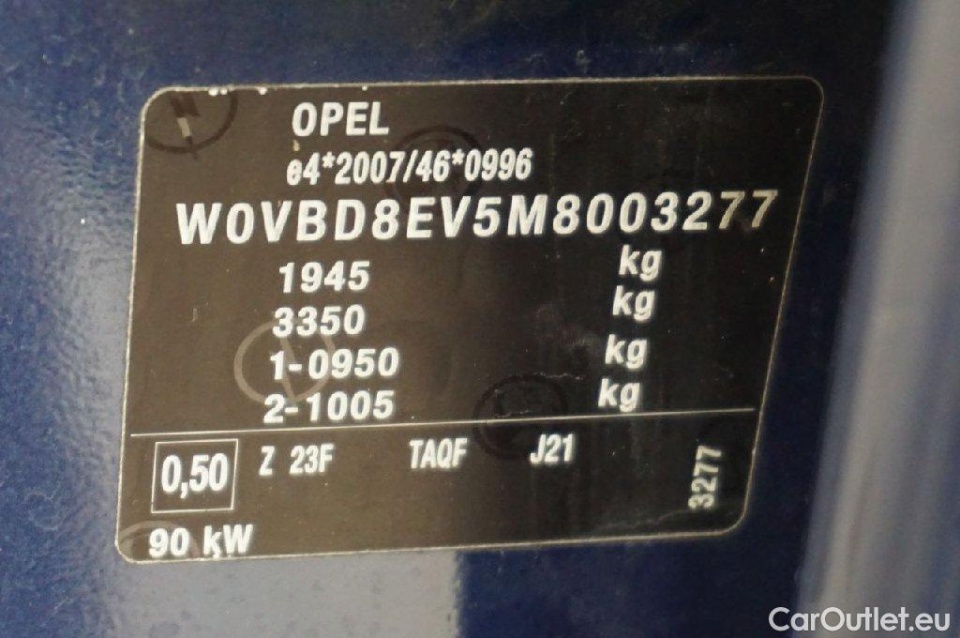 OPEL
e4*2007/46*0996
W0VBD8EV5M8003277
1945 kg
3350 kg
1-0950 kg
2-1005 kg
0,50 Z 23F TAQF J21 3277
90 kW
CarOutlet.eu